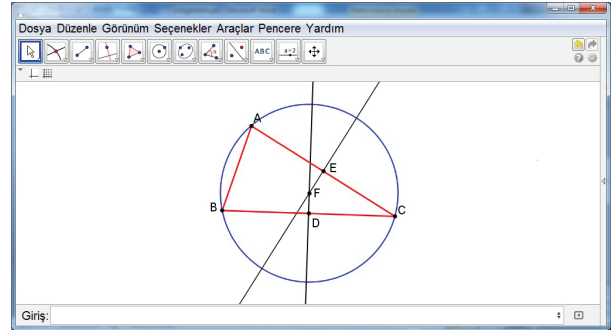 Dosya Düzenle Görünüm Seçenekler Araçlar Pencere Yardım
ABC a=2
A
E
F
B
C
D
Giriş: